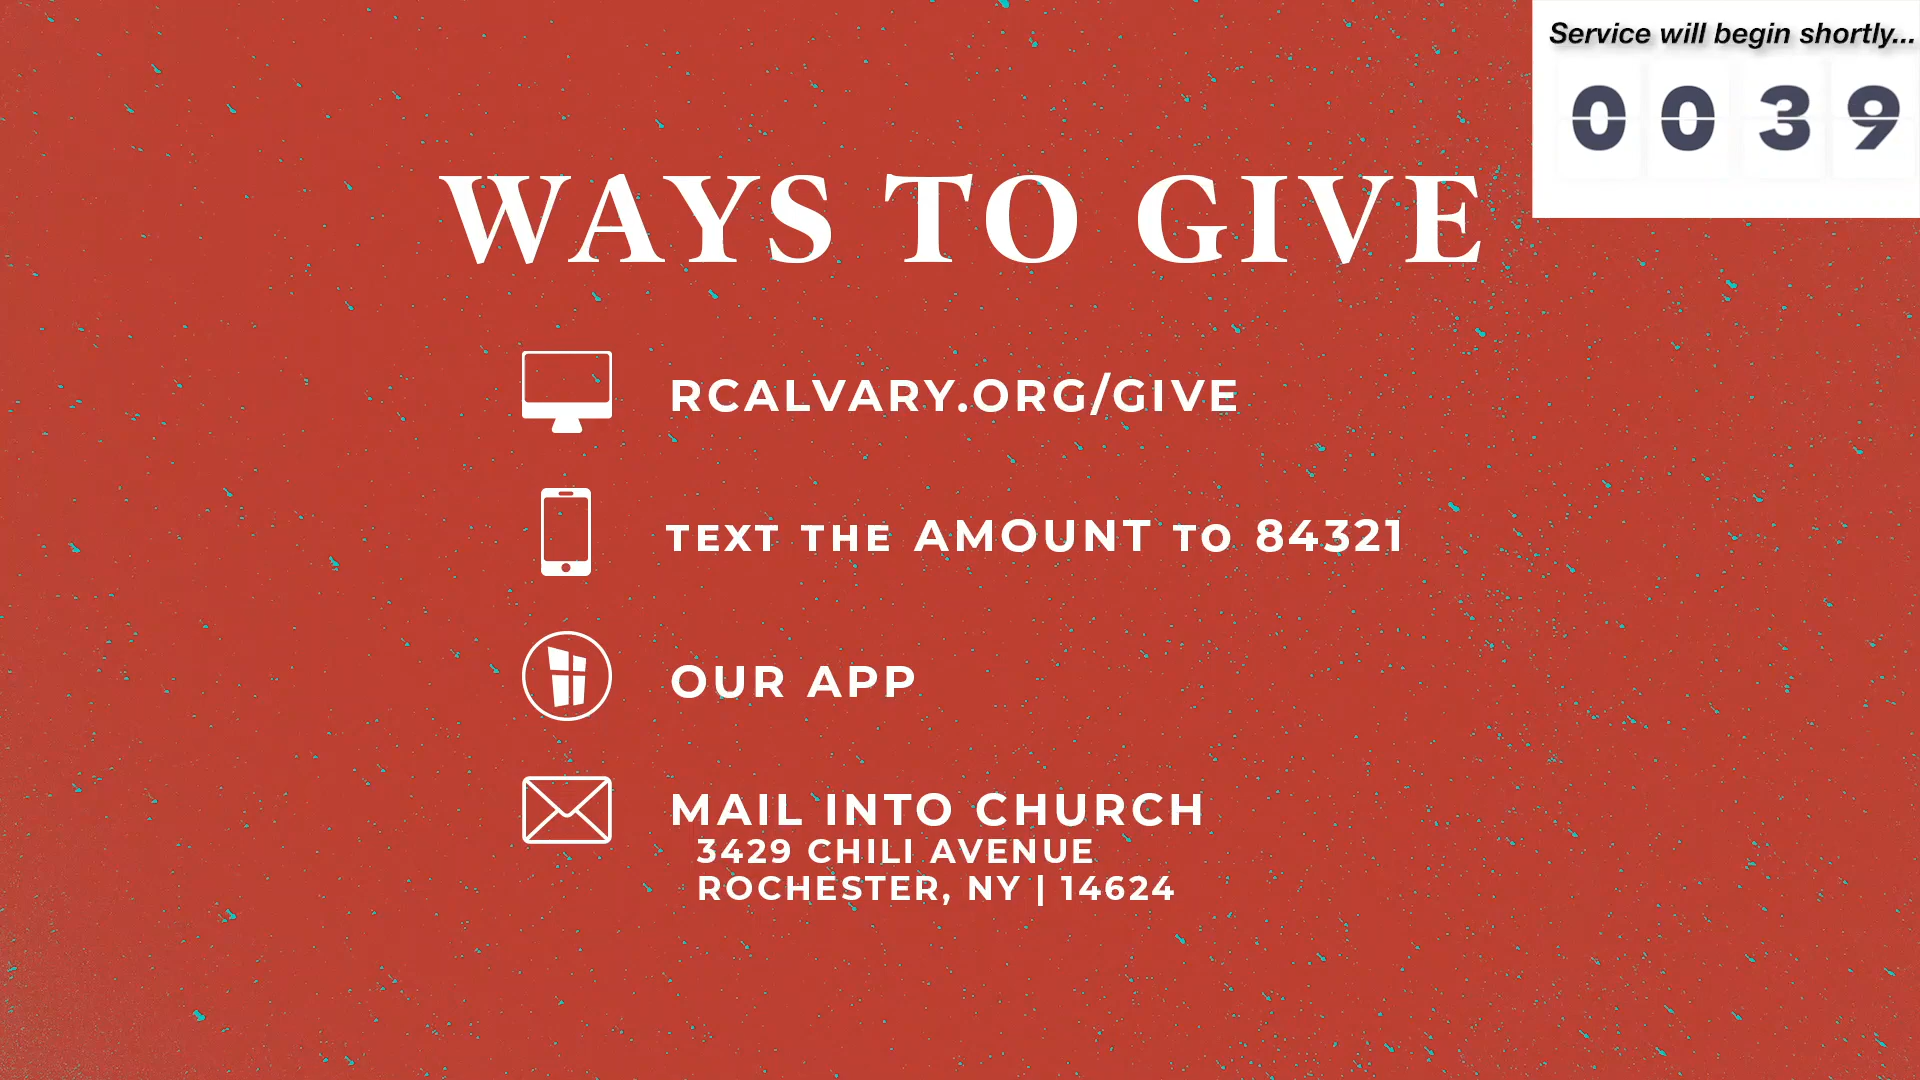 Service will begin shortly...
0 0 3 9
WAYS TO GIVE
RCALVARY.ORG/GIVE
TEXT THE AMOUNT TO 84321
OUR APP
MAIL INTO CHURCH
3429 CHILI AVENUE
ROCHESTER, NY | 14624